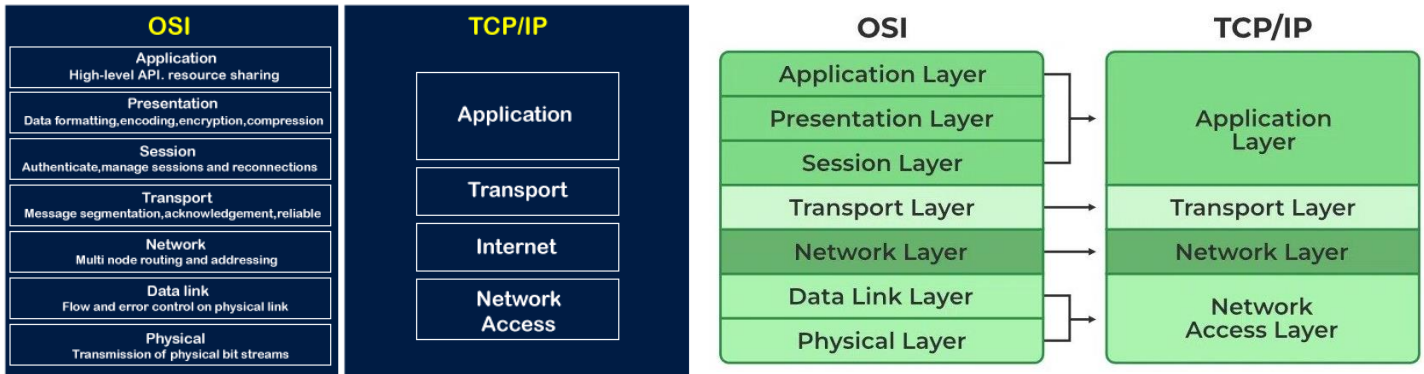 OSI
Application
High-level API. resource sharing
Presentation
Data formatting,encoding,encryption,compression
Session
Authenticate,manage sessions and reconnections
Transport
Message segmentation,acknowledgement,reliable
Network
Multi node routing and addressing
Data link
Flow and error control on physical link
Physical
Transmission of physical bit streams
TCP/IP
Application
Transport
Internet
Network
Access
OSI
Application Layer
Presentation Layer
Session Layer
Transport Layer
Network Layer
Data Link Layer
Physical Layer
TCP/IP
Application
Layer
Transport Layer
Network Layer
Network
Access Layer